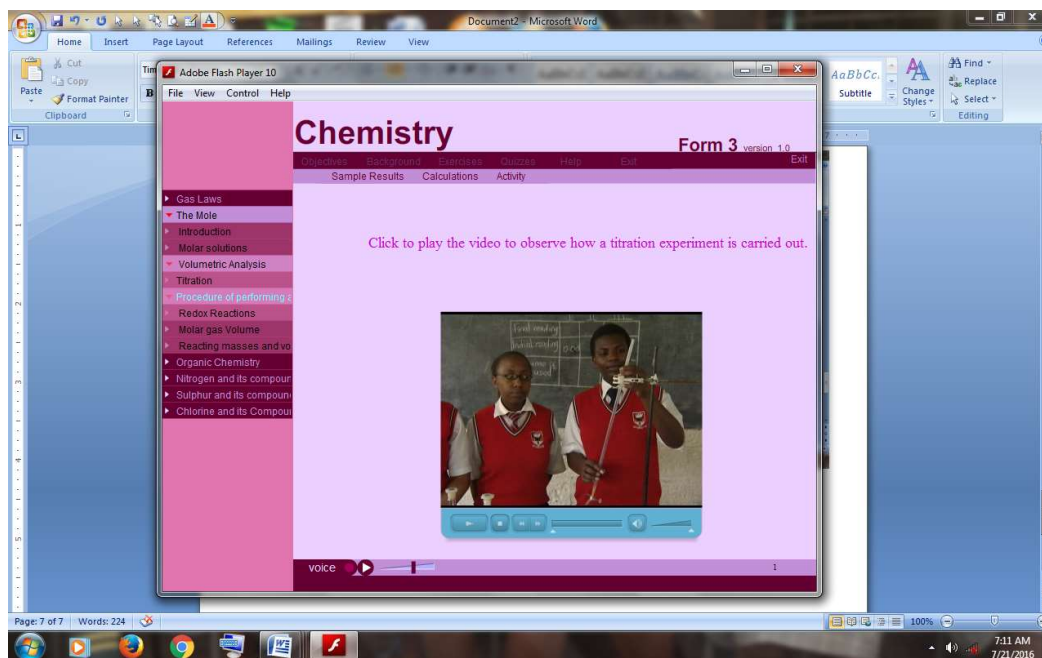 Document2 - Microsoft Word
Home Insert Page Layout References Mailings Review View
Cut
Copy
Format Painter
Paste
Clipboard
Tim
B
AaBbCc.
Subtitle
Change Styles
Find
Replace
Select
Editing
Adobe Flash Player 10
File View Control Help
Chemistry
Form 3 version 1.0
Objectives Background Exercises Quizzes Help Exit
Exit
Sample Results Calculations Activity
Gas Laws
The Mole
Introduction
Molar solutions
Volumetric Analysis
Titration
Procedure of performing a
Redox Reactions
Molar gas Volume
Reacting masses and vo
Organic Chemistry
Nitrogen and its compoun
Sulphur and its compoun
Chlorine and its Compou
Click to play the video to observe how a titration experiment is carried out.
Final reading
Initial reading
used
voice
1
Page: 7 of 7 Words: 224
100%
7:11 AM
7/21/2016